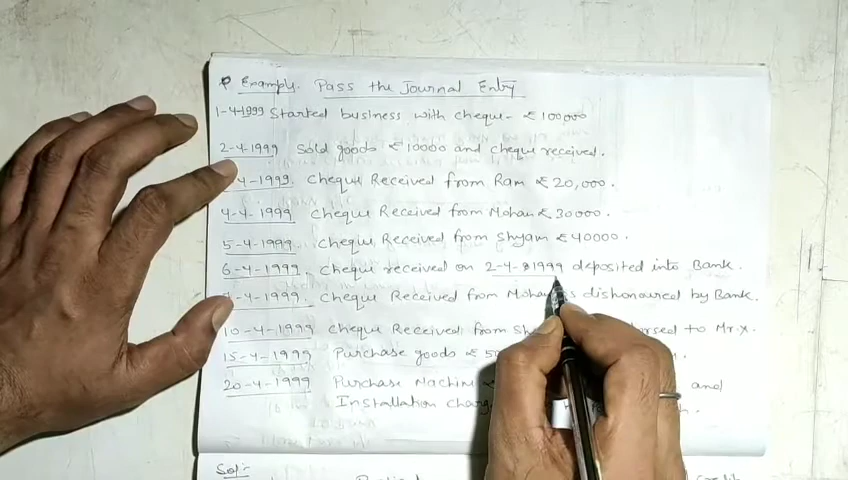 Example. Pass the Journal Entry
1-4-1999 Started business with cheque- ₹100000
2-4-1999 Sold goods ₹10000 and cheque received.
-4-1999. Cheque Received from Ram ₹20,000.
4-4-1999 Cheque Received from Mohan ₹30000.
5-4-1999 Cheque Received from Shyam ₹40000.
6-4-1999. Cheque received on 2-4-1999 deposited into Bank.
-4-1999. Cheque Received from Mohan is dishonoured by Bank.
10-4-1999 Cheque Received from Sh to Mr.X.
15-4-1999 Purchase goods ₹
20-4-1999 Purchase Machine and
Installation
Sol:-